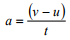 a = (v − u) / t